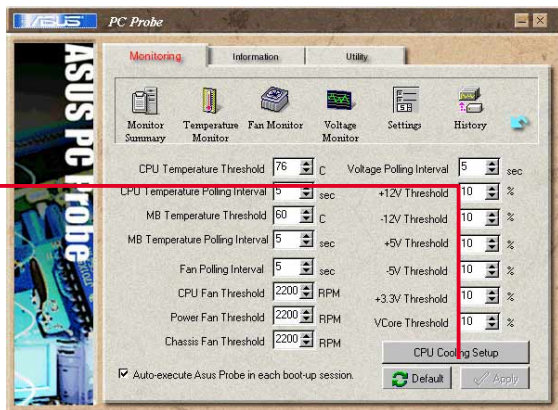 ASUS PC Probe
Asus PC Probe
Monitoring Information Utility
Monitor Summary
Temperature Monitor
Fan Monitor
Voltage Monitor
Settings
History
CPU Temperature Threshold 76 C
CPU Temperature Polling Interval 5 sec
MB Temperature Threshold 60 C
MB Temperature Polling Interval 5 sec
Fan Polling Interval 5 sec
CPU Fan Threshold 2200 RPM
Power Fan Threshold 2200 RPM
Chassis Fan Threshold 2200 RPM
Auto-execute Asus Probe in each boot-up session.
Voltage Polling Interval 5 sec
+12V Threshold 10 %
-12V Threshold 10 %
+5V Threshold 10 %
-5V Threshold 10 %
+3.3V Threshold 10 %
VCore Threshold 10 %
CPU Cooling Setup
Default Apply